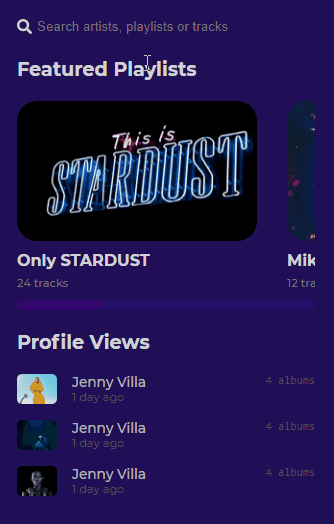 Search artists, playlists or tracks
Featured Playlists
This is
STARDUST
Only STARDUST
24 tracks
Mik
12 tra
Profile Views
Jenny Villa
1 day ago
4 albums
Jenny Villa
1 day ago
4 albums
Jenny Villa
1 day ago
4 albums